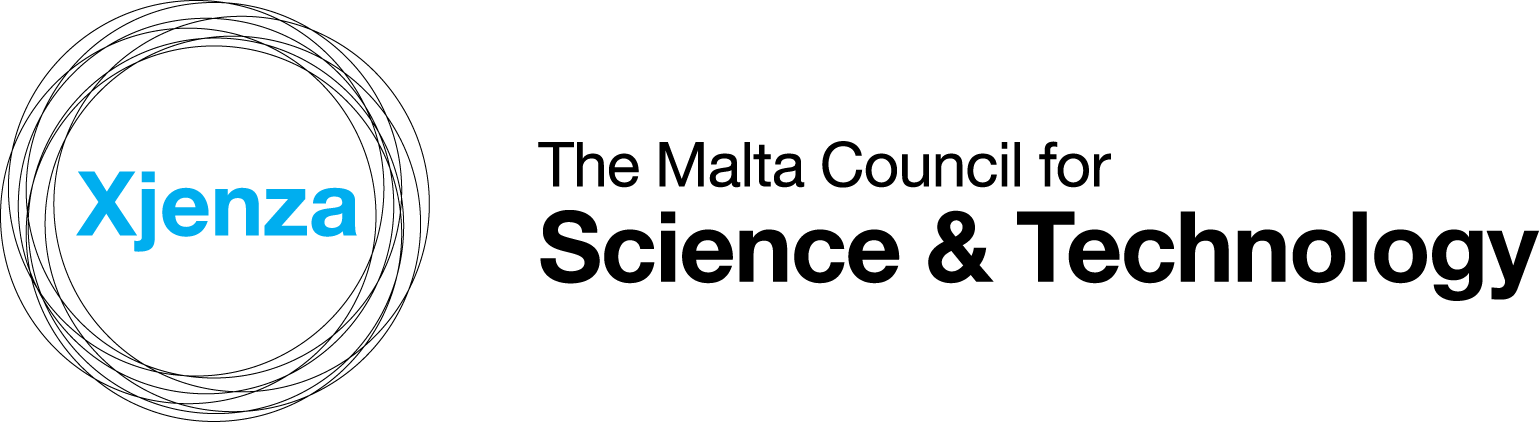 Xjenza
The Malta Council for
Science & Technology